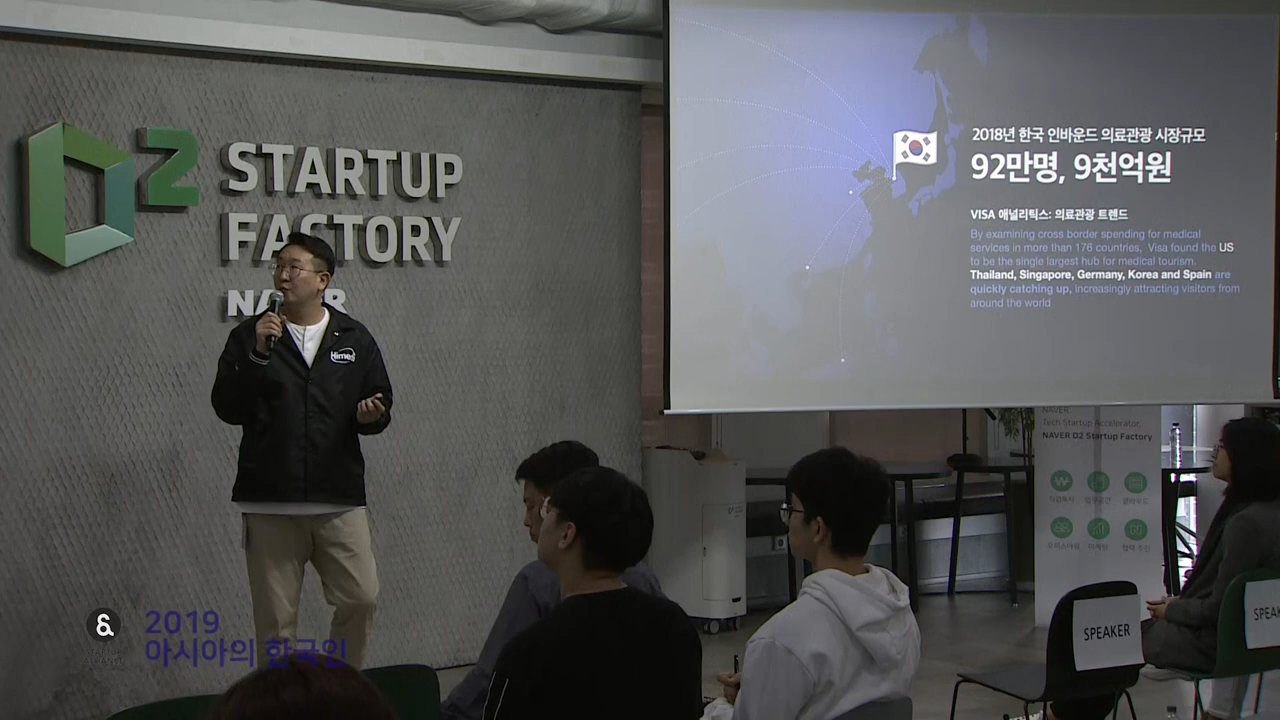 D2
STARTUP
FACTORY
NAVER
Himedi
2018년 한국 인바운드 의료관광 시장규모
92만명, 9천억원
VISA 애널리틱스: 의료관광 트렌드
By examining cross border spending for medical
services in more than 176 countries, Visa found the US
to be the single largest hub for medical tourism.
Thailand, Singapore, Germany, Korea and Spain are
quickly catching up, increasingly attracting visitors from
around the world
NAVER
Tech Startup Accelerator,
NAVER D2 Startup Factory
SPEAKER
2019
아시아의 한국인
STARTUP